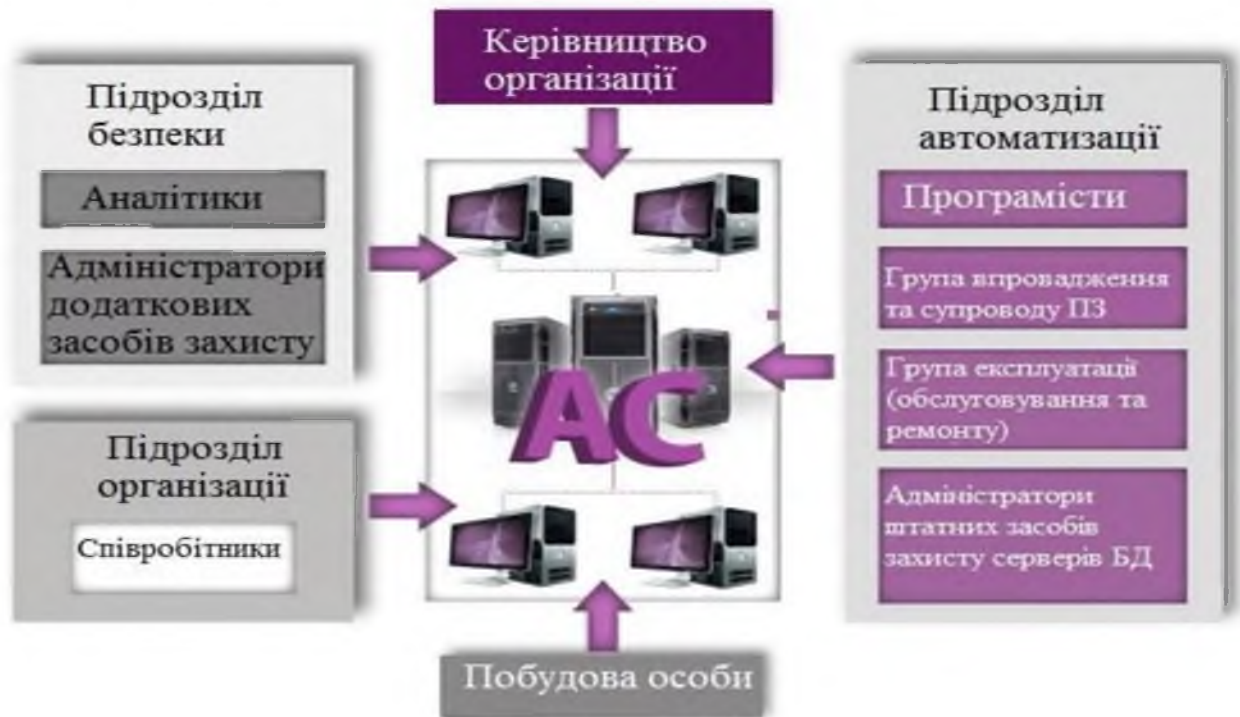 Керівництво
організації
Підрозділ
безпеки
Аналітики
Адміністратори
додаткових
засобів захисту
Підрозділ
організації
Співробітники
АС
Підрозділ
автоматизації
Програмісти
Група впровадження
та супроводу ПЗ
Група експлуатації
(обслуговування та
ремонту)
Адміністратори
штатних засобів
захисту серверів БД
Побудова особи